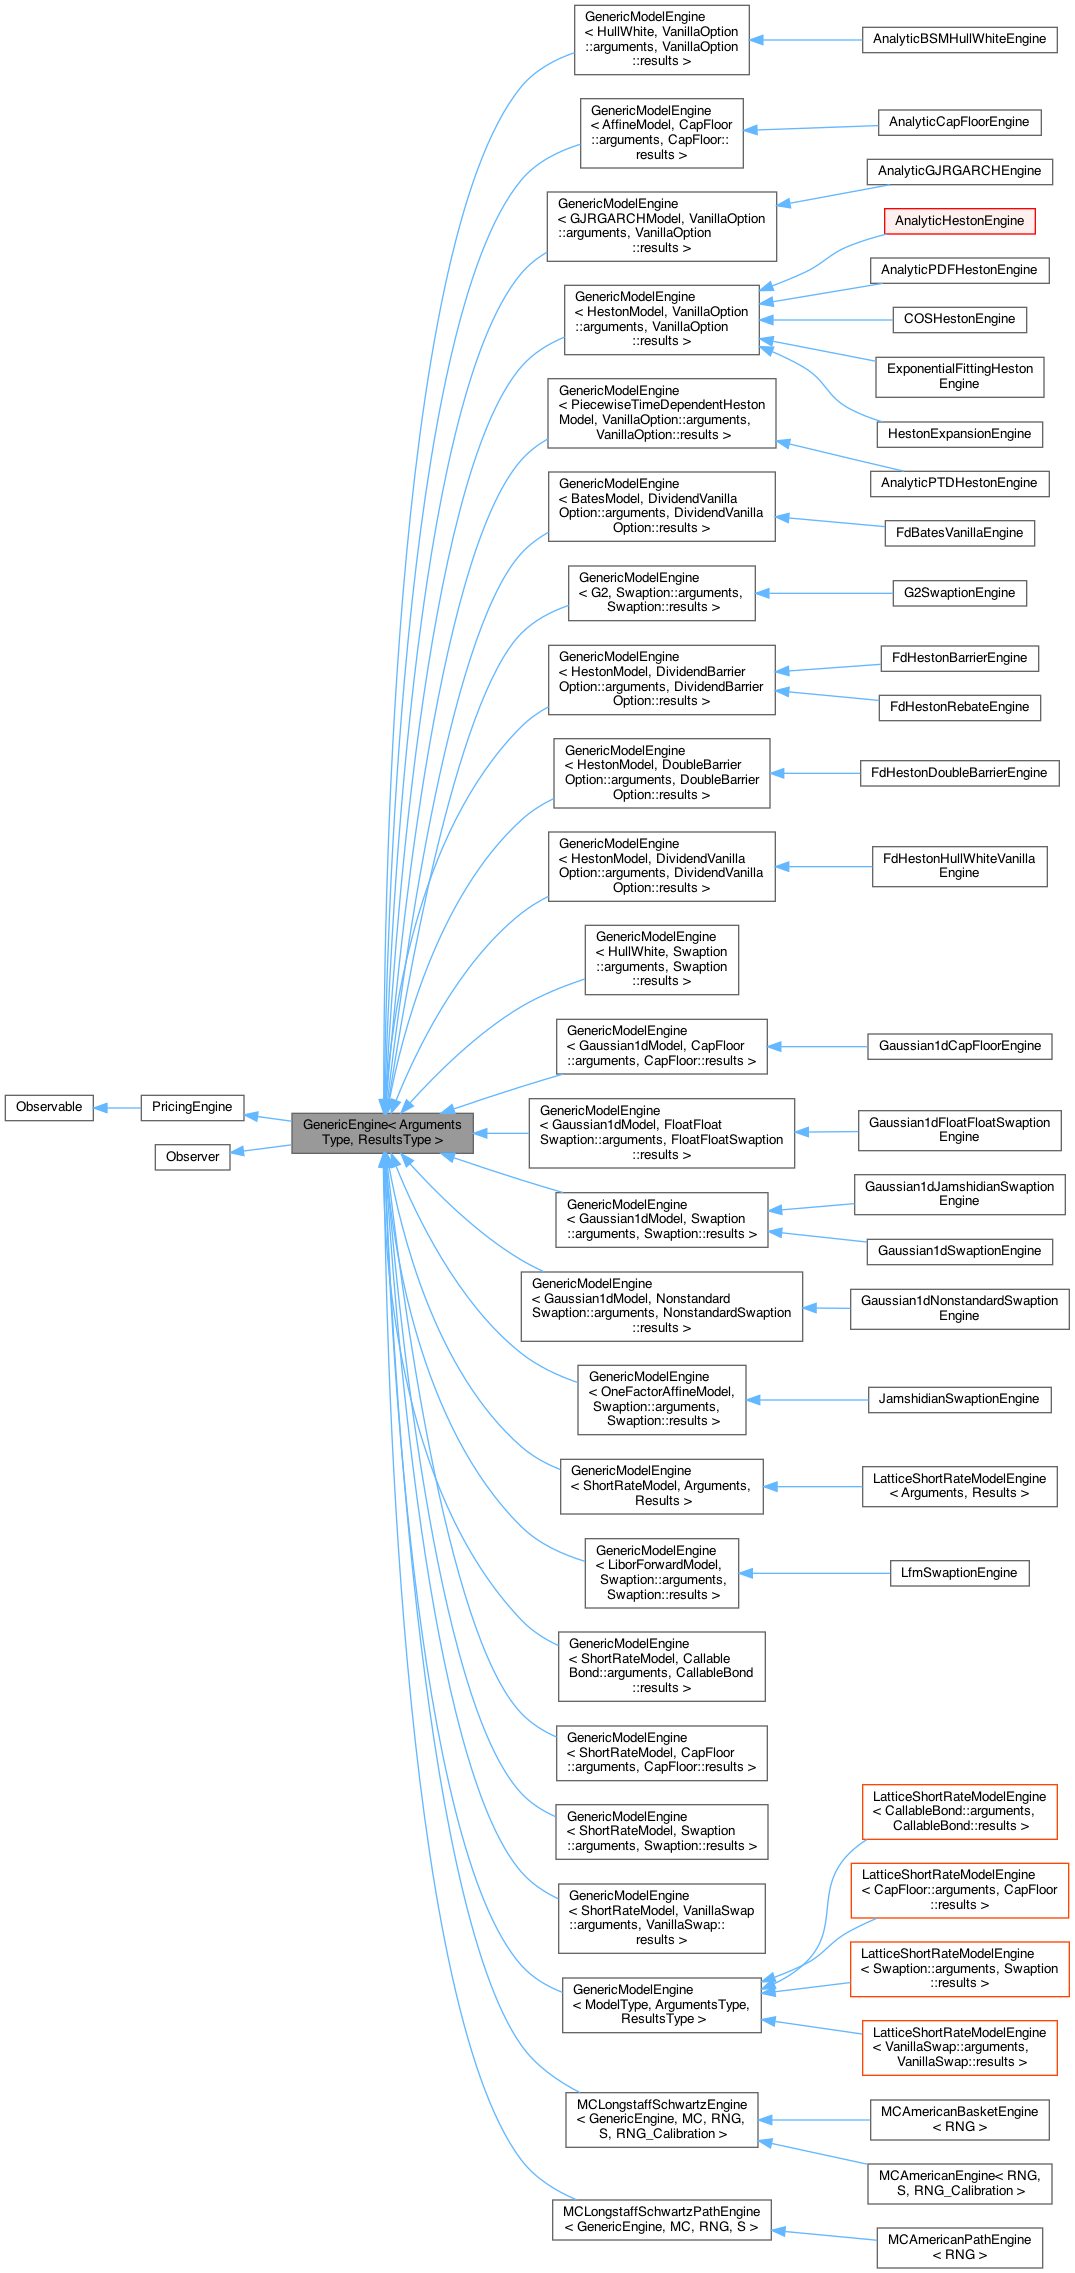 Observable
PricingEngine
Observer
GenericEngine< Arguments
Type, ResultsType >
GenericModelEngine
< HullWhite, VanillaOption
::arguments, VanillaOption
::results >
GenericModelEngine
< AffineModel, CapFloor
::arguments, CapFloor::
results >
GenericModelEngine
< GJRGARCHModel, VanillaOption
::arguments, VanillaOption
::results >
GenericModelEngine
< HestonModel, VanillaOption
::arguments, VanillaOption
::results >
GenericModelEngine
< PiecewiseTimeDependentHeston
Model, VanillaOption::arguments,
VanillaOption::results >
GenericModelEngine
< BatesModel, DividendVanilla
Option::arguments, DividendVanilla
Option::results >
GenericModelEngine
< G2, Swaption::arguments,
Swaption::results >
GenericModelEngine
< HestonModel, DividendBarrier
Option::arguments, DividendBarrier
Option::results >
GenericModelEngine
< HestonModel, DoubleBarrier
Option::arguments, DoubleBarrier
Option::results >
GenericModelEngine
< HestonModel, DividendVanilla
Option::arguments, DividendVanilla
Option::results >
GenericModelEngine
< HullWhite, Swaption
::arguments, Swaption
::results >
GenericModelEngine
< Gaussian1dModel, CapFloor
::arguments, CapFloor::results >
GenericModelEngine
< Gaussian1dModel, FloatFloat
Swaption::arguments, FloatFloatSwaption
::results >
GenericModelEngine
< Gaussian1dModel, Swaption
::arguments, Swaption::results >
GenericModelEngine
< Gaussian1dModel, Nonstandard
Swaption::arguments, NonstandardSwaption
::results >
GenericModelEngine
< OneFactorAffineModel,
Swaption::arguments,
Swaption::results >
GenericModelEngine
< ShortRateModel, Arguments,
Results >
GenericModelEngine
< LiborForwardModel,
Swaption::arguments,
Swaption::results >
GenericModelEngine
< ShortRateModel, Callable
Bond::arguments, CallableBond
::results >
GenericModelEngine
< ShortRateModel, CapFloor
::arguments, CapFloor::results >
GenericModelEngine
< ShortRateModel, Swaption
::arguments, Swaption::results >
GenericModelEngine
< ShortRateModel, VanillaSwap
::arguments, VanillaSwap::
results >
GenericModelEngine
< ModelType, ArgumentsType,
ResultsType >
MCLongstaffSchwartzEngine
< GenericEngine, MC, RNG,
S, RNG_Calibration >
MCLongstaffSchwartzPathEngine
< GenericEngine, MC, RNG, S >
AnalyticBSMHullWhiteEngine
AnalyticCapFloorEngine
AnalyticGJRGARCHEngine
AnalyticHestonEngine
AnalyticPDFHestonEngine
COSHestonEngine
ExponentialFittingHeston
Engine
HestonExpansionEngine
AnalyticPTDHestonEngine
FdBatesVanillaEngine
G2SwaptionEngine
FdHestonBarrierEngine
FdHestonRebateEngine
FdHestonDoubleBarrierEngine
FdHestonHullWhiteVanilla
Engine
Gaussian1dCapFloorEngine
Gaussian1dFloatFloatSwaption
Engine
Gaussian1dJamshidianSwaption
Engine
Gaussian1dSwaptionEngine
Gaussian1dNonstandardSwaption
Engine
JamshidianSwaptionEngine
LatticeShortRateModelEngine
< Arguments, Results >
LfmSwaptionEngine
LatticeShortRateModelEngine
< CallableBond::arguments,
CallableBond::results >
LatticeShortRateModelEngine
< CapFloor::arguments, CapFloor
::results >
LatticeShortRateModelEngine
< Swaption::arguments, Swaption
::results >
LatticeShortRateModelEngine
< VanillaSwap::arguments,
VanillaSwap::results >
MCAmericanBasketEngine
< RNG >
MCAmericanEngine< RNG,
S, RNG_Calibration >
MCAmericanPathEngine
< RNG >